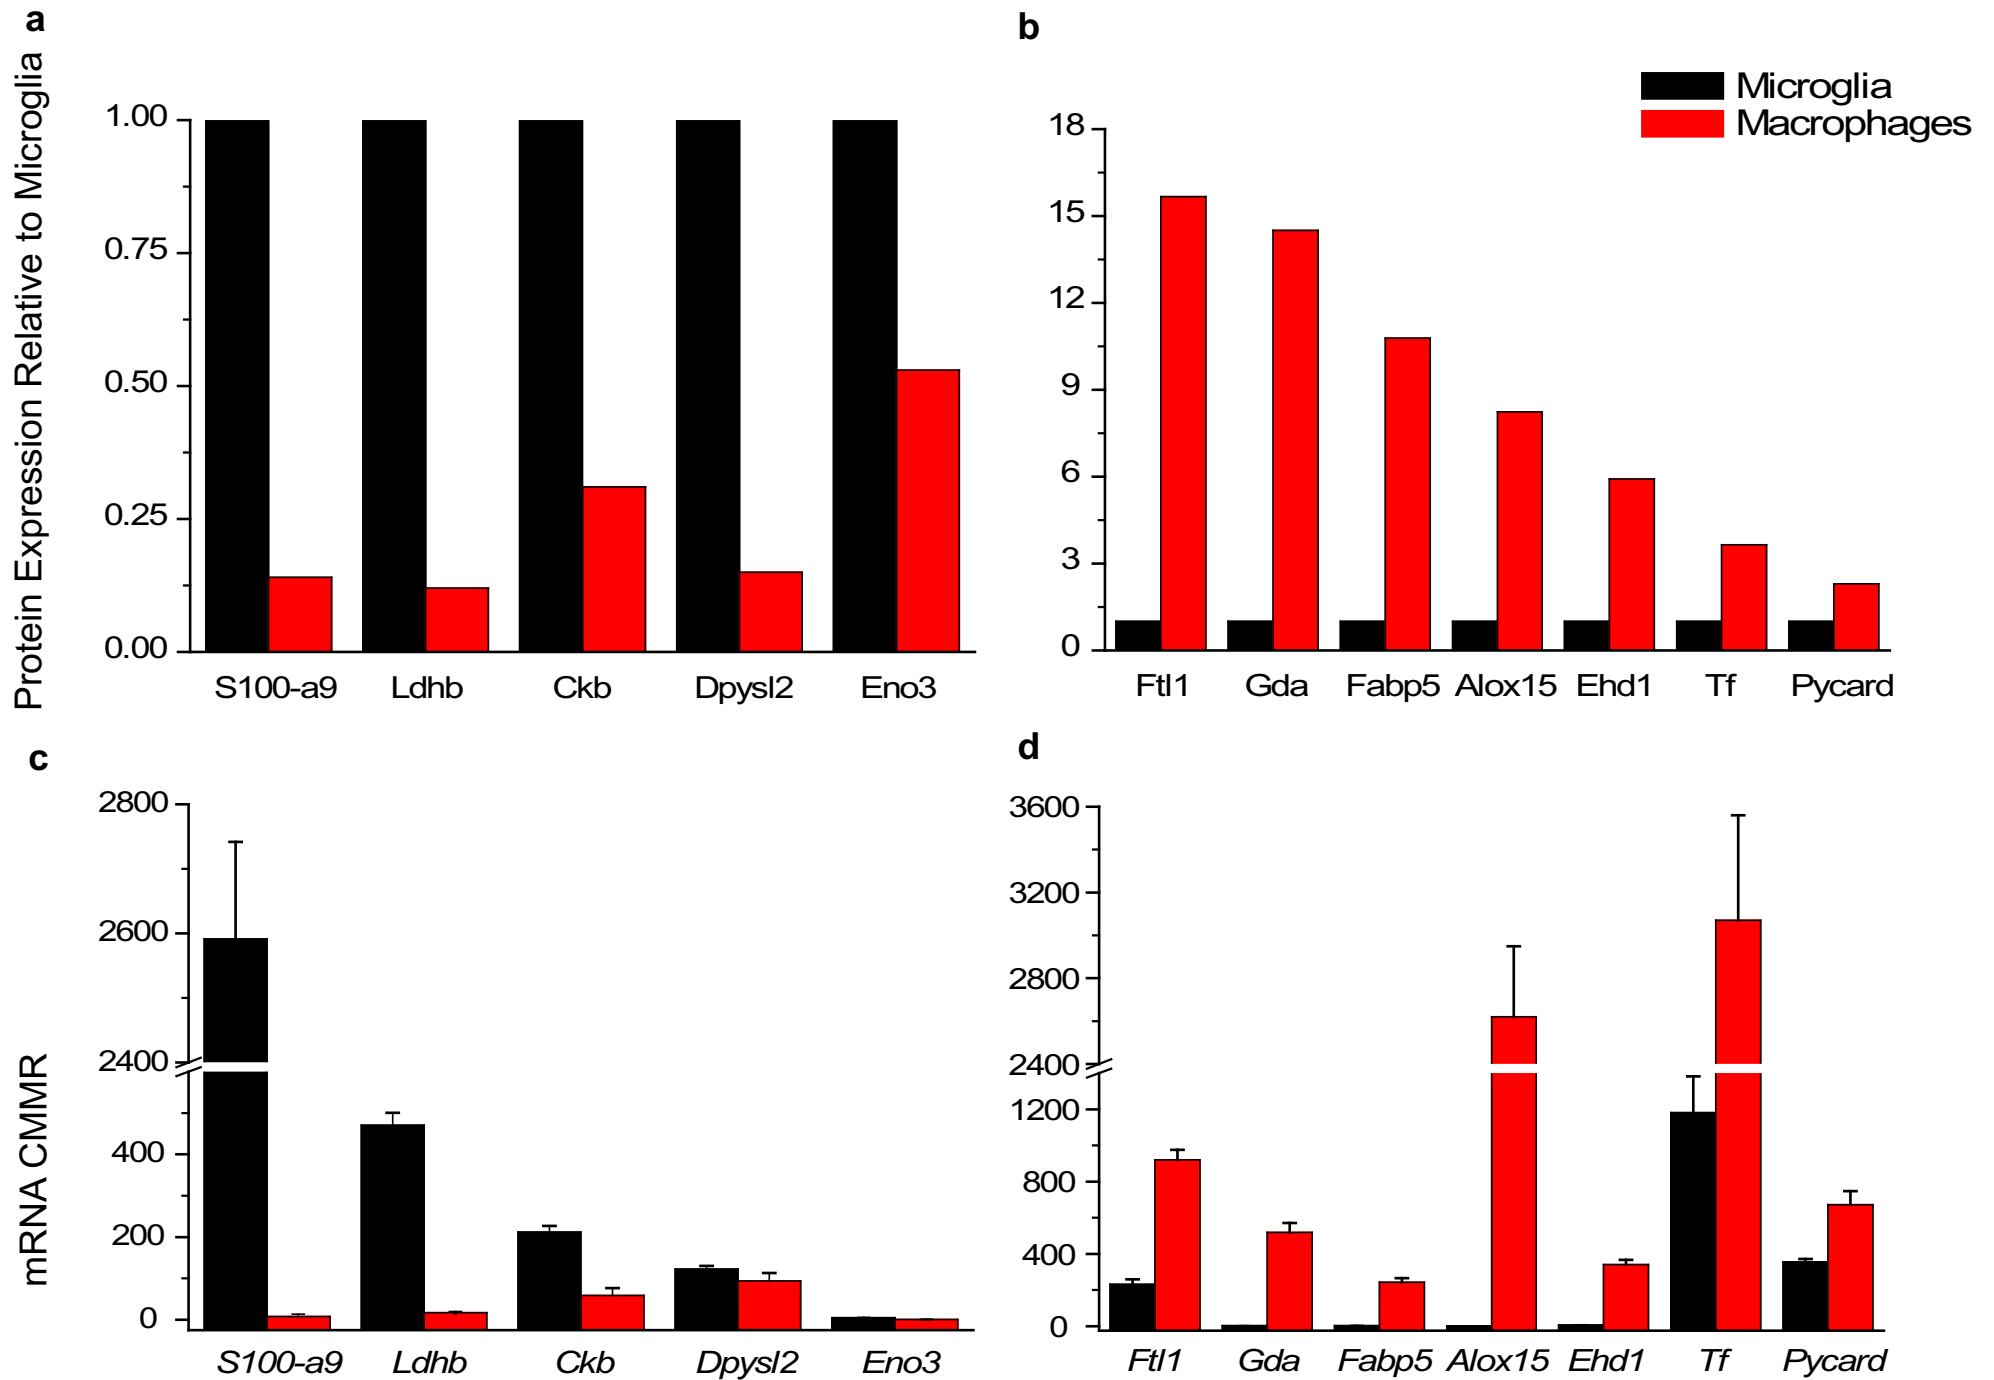 a
Protein Expression Relative to Microglia
1.00
0.75
0.50
0.25
0.00
S100-a9 Ldhb Ckb Dpysl2 Eno3
b
Microglia
Macrophages
18
15
12
9
6
3
0
Ftl1 Gda Fabp5 Alox15 Ehd1 Tf Pycard
c
mRNA CMMR
2800
2600
2400
400
200
0
S100-a9 Ldhb Ckb Dpysl2 Eno3
d
3600
3200
2800
2400
1200
800
400
0
Ftl1 Gda Fabp5 Alox15 Ehd1 Tf Pycard